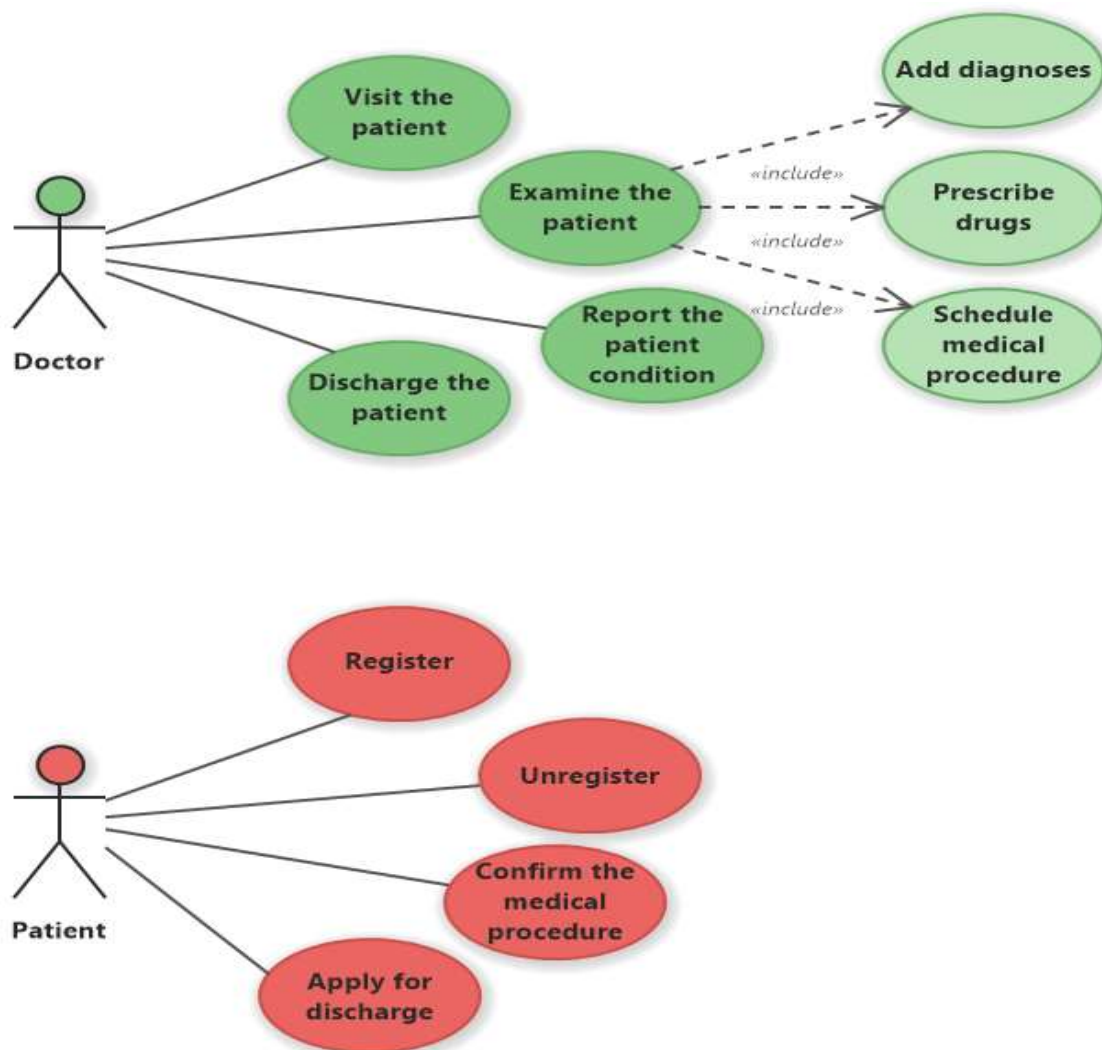 Visit the
patient
Add diagnoses
Examine the
patient
«include»
Prescribe
drugs
«include»
Report the
patient
condition
«include»
Schedule
medical
procedure
Doctor
Discharge the
patient
Register
Unregister
Confirm the
medical
procedure
Patient
Apply for
discharge